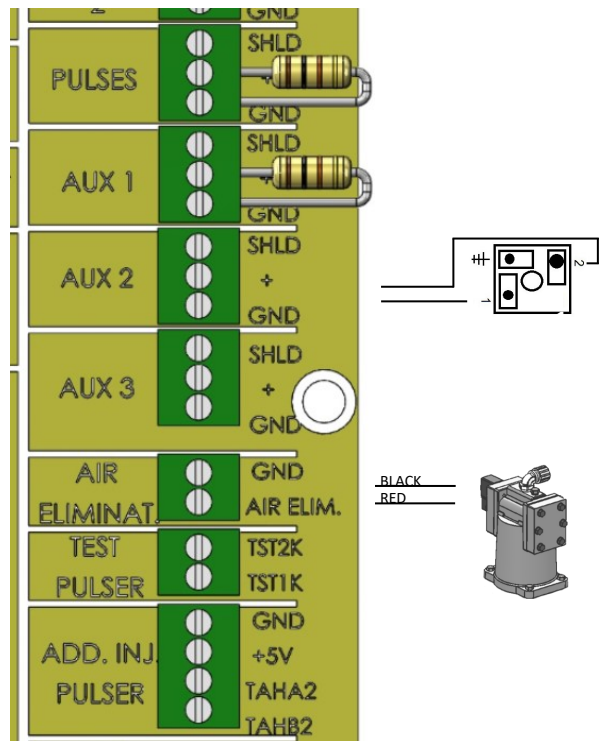 2
GND
PULSES
SHLD
+
GND
AUX 1
SHLD
+
GND
AUX 2
SHLD
+
GND
AUX 3
SHLD
+
GND
AIR
ELIMINAT.
GND
AIR ELIM.
BLACK
RED
TEST
PULSER
TST2K
TST1K
ADD. INJ.
PULSER
GND
+5V
TAHA2
TAHB2
1
2